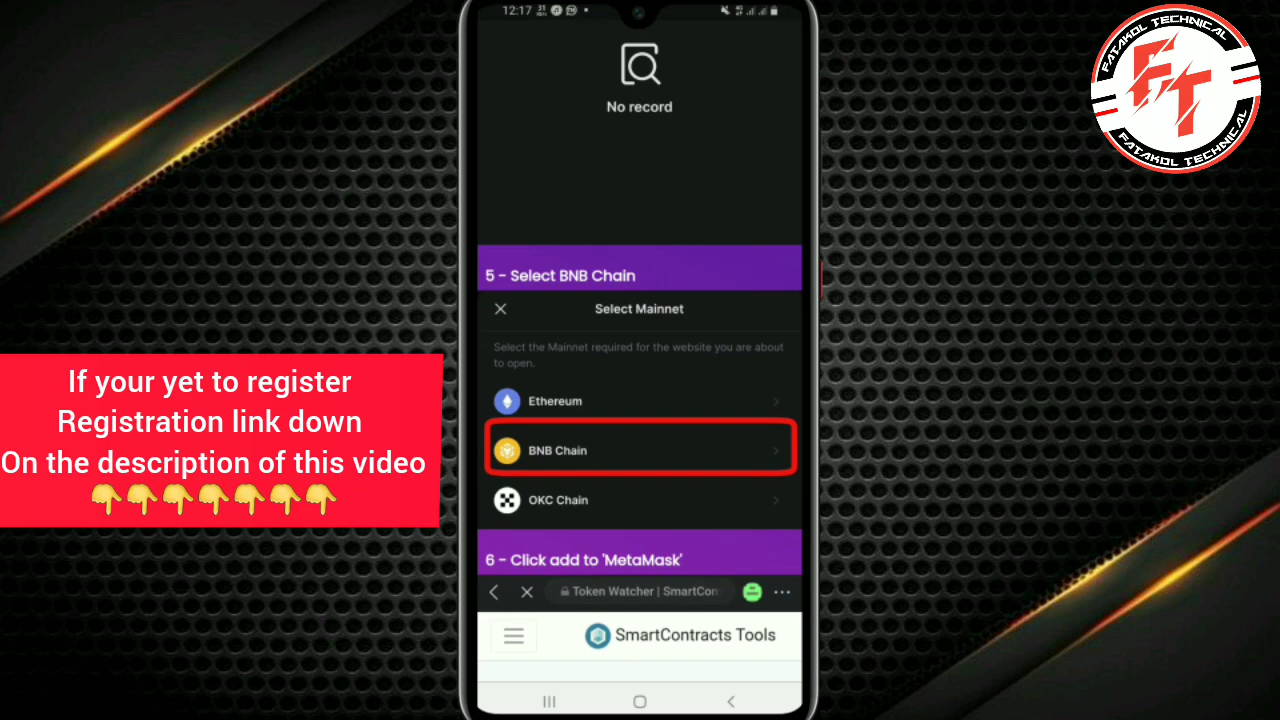 12:17
FATAKOL TECHNICAL
FT
FATAKOL TECHNICAL
No record
5 - Select BNB Chain
Select Mainnet
Select the Mainnet required for the website you are about
to open.
Ethereum
BNB Chain
OKC Chain
6 - Click add to 'MetaMask'
Token Watcher | SmartCon
SmartContracts Tools
If your yet to register
Registration link down
On the description of this video
👇👇👇👇👇👇👇